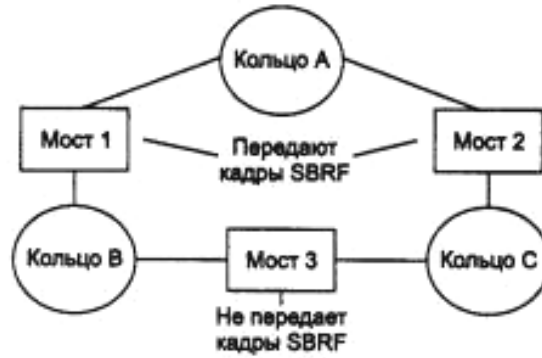 Кольцо А
Мост 1
Передают
кадры SBRF
Мост 2
Кольцо В
Мост 3
Кольцо С
Не передает
кадры SBRF